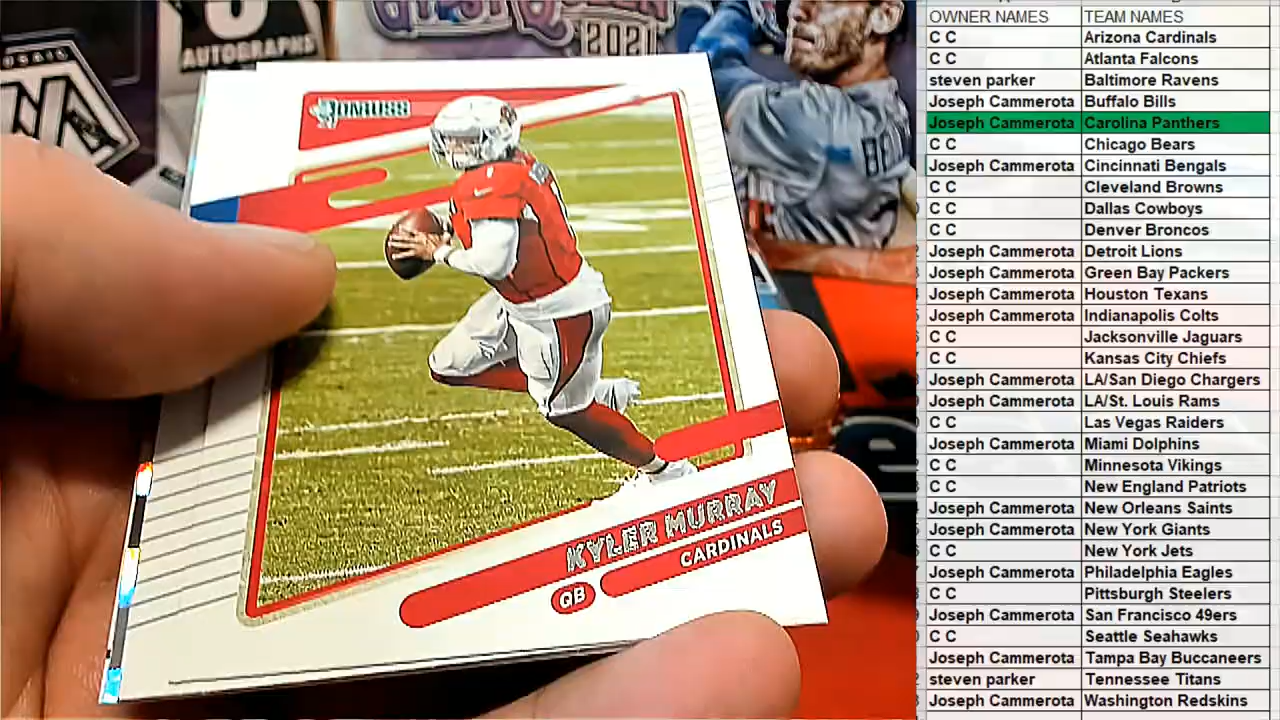 AUTOGRAPHS
MOSAIC
GYPSY QUEEN
2021
DONRUSS
KYLER MURRAY
CARDINALS
QB
OWNER NAMES TEAM NAMES
C C Arizona Cardinals
C C Atlanta Falcons
steven parker Baltimore Ravens
Joseph Cammerota Buffalo Bills
Joseph Cammerota Carolina Panthers
C C Chicago Bears
Joseph Cammerota Cincinnati Bengals
C C Cleveland Browns
C C Dallas Cowboys
C C Denver Broncos
Joseph Cammerota Detroit Lions
Joseph Cammerota Green Bay Packers
Joseph Cammerota Houston Texans
Joseph Cammerota Indianapolis Colts
C C Jacksonville Jaguars
C C Kansas City Chiefs
Joseph Cammerota LA/San Diego Chargers
Joseph Cammerota LA/St. Louis Rams
C C Las Vegas Raiders
Joseph Cammerota Miami Dolphins
C C Minnesota Vikings
C C New England Patriots
Joseph Cammerota New Orleans Saints
Joseph Cammerota New York Giants
C C New York Jets
Joseph Cammerota Philadelphia Eagles
C C Pittsburgh Steelers
Joseph Cammerota San Francisco 49ers
C C Seattle Seahawks
Joseph Cammerota Tampa Bay Buccaneers
steven parker Tennessee Titans
Joseph Cammerota Washington Redskins